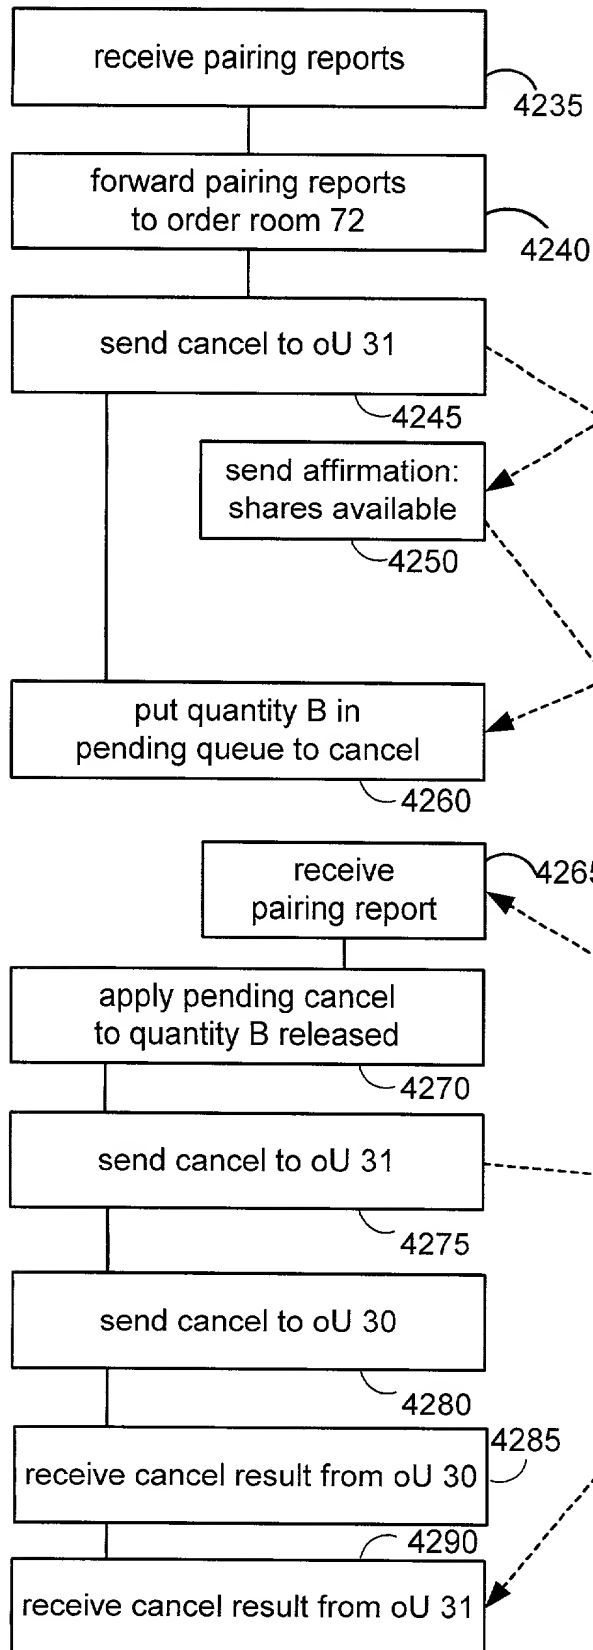 receive pairing reports
4235
forward pairing reports
to order room 72
4240
send cancel to oU 31
4245
send affirmation:
shares available
4250
put quantity B in
pending queue to cancel
4260
receive
pairing report
4265
apply pending cancel
to quantity B released
4270
send cancel to oU 31
4275
send cancel to oU 30
4280
receive cancel result from oU 30
4285
receive cancel result from oU 31
4290